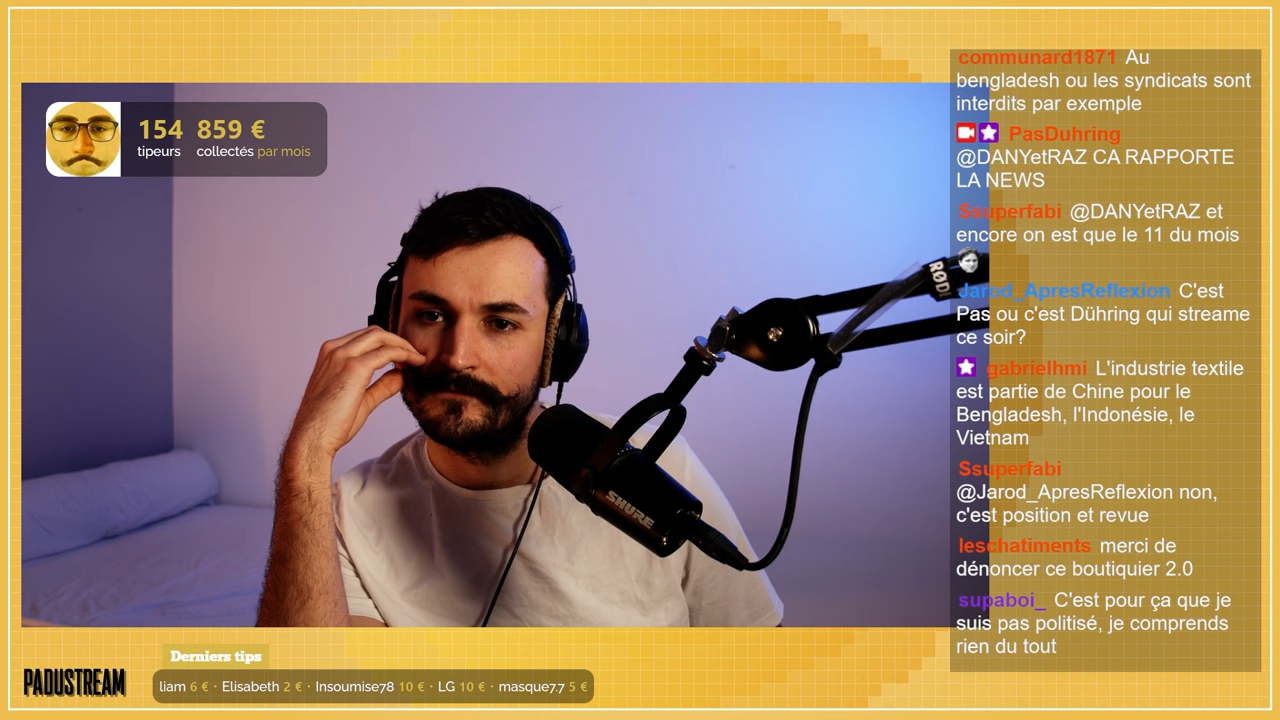 154 859 €
tipeurs collectés par mois
RØDE
SHURE
communard1871 Au
bengladesh ou les syndicats sont
interdits par exemple
PasDuhring
@DANYetRAZ CA RAPPORTE
LA NEWS
Ssuperfabi @DANYetRAZ et
encore on est que le 11 du mois
Jarod_ApresReflexion C'est
Pas ou c'est Dühring qui streame
ce soir?
gabrielhmi L'industrie textile
est partie de Chine pour le
Bengladesh, l'Indonésie, le
Vietnam
Ssuperfabi
@Jarod_ApresReflexion non,
c'est position et revue
leschatiments merci de
dénoncer ce boutiquier 2.0
supaboi_ C'est pour ça que je
suis pas politisé, je comprends
rien du tout
Derniers tips
PADUSTREAM
liam 6 € · Elisabeth 2 € · Insoumise78 10 € · LG 10 € · masque7.7 5 €